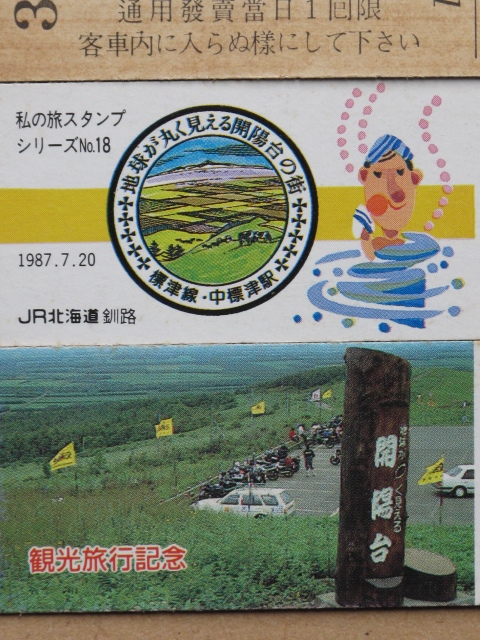 3
通用發賣當日1回限
客車內に入らぬ樣にして下さい
私の旅スタンプ
シリーズNo.18
地球が丸く見える開陽台の街
標津線・中標津駅
1987.7.20
JR北海道 釧路
地球が丸く見える
開陽台
観光旅行記念